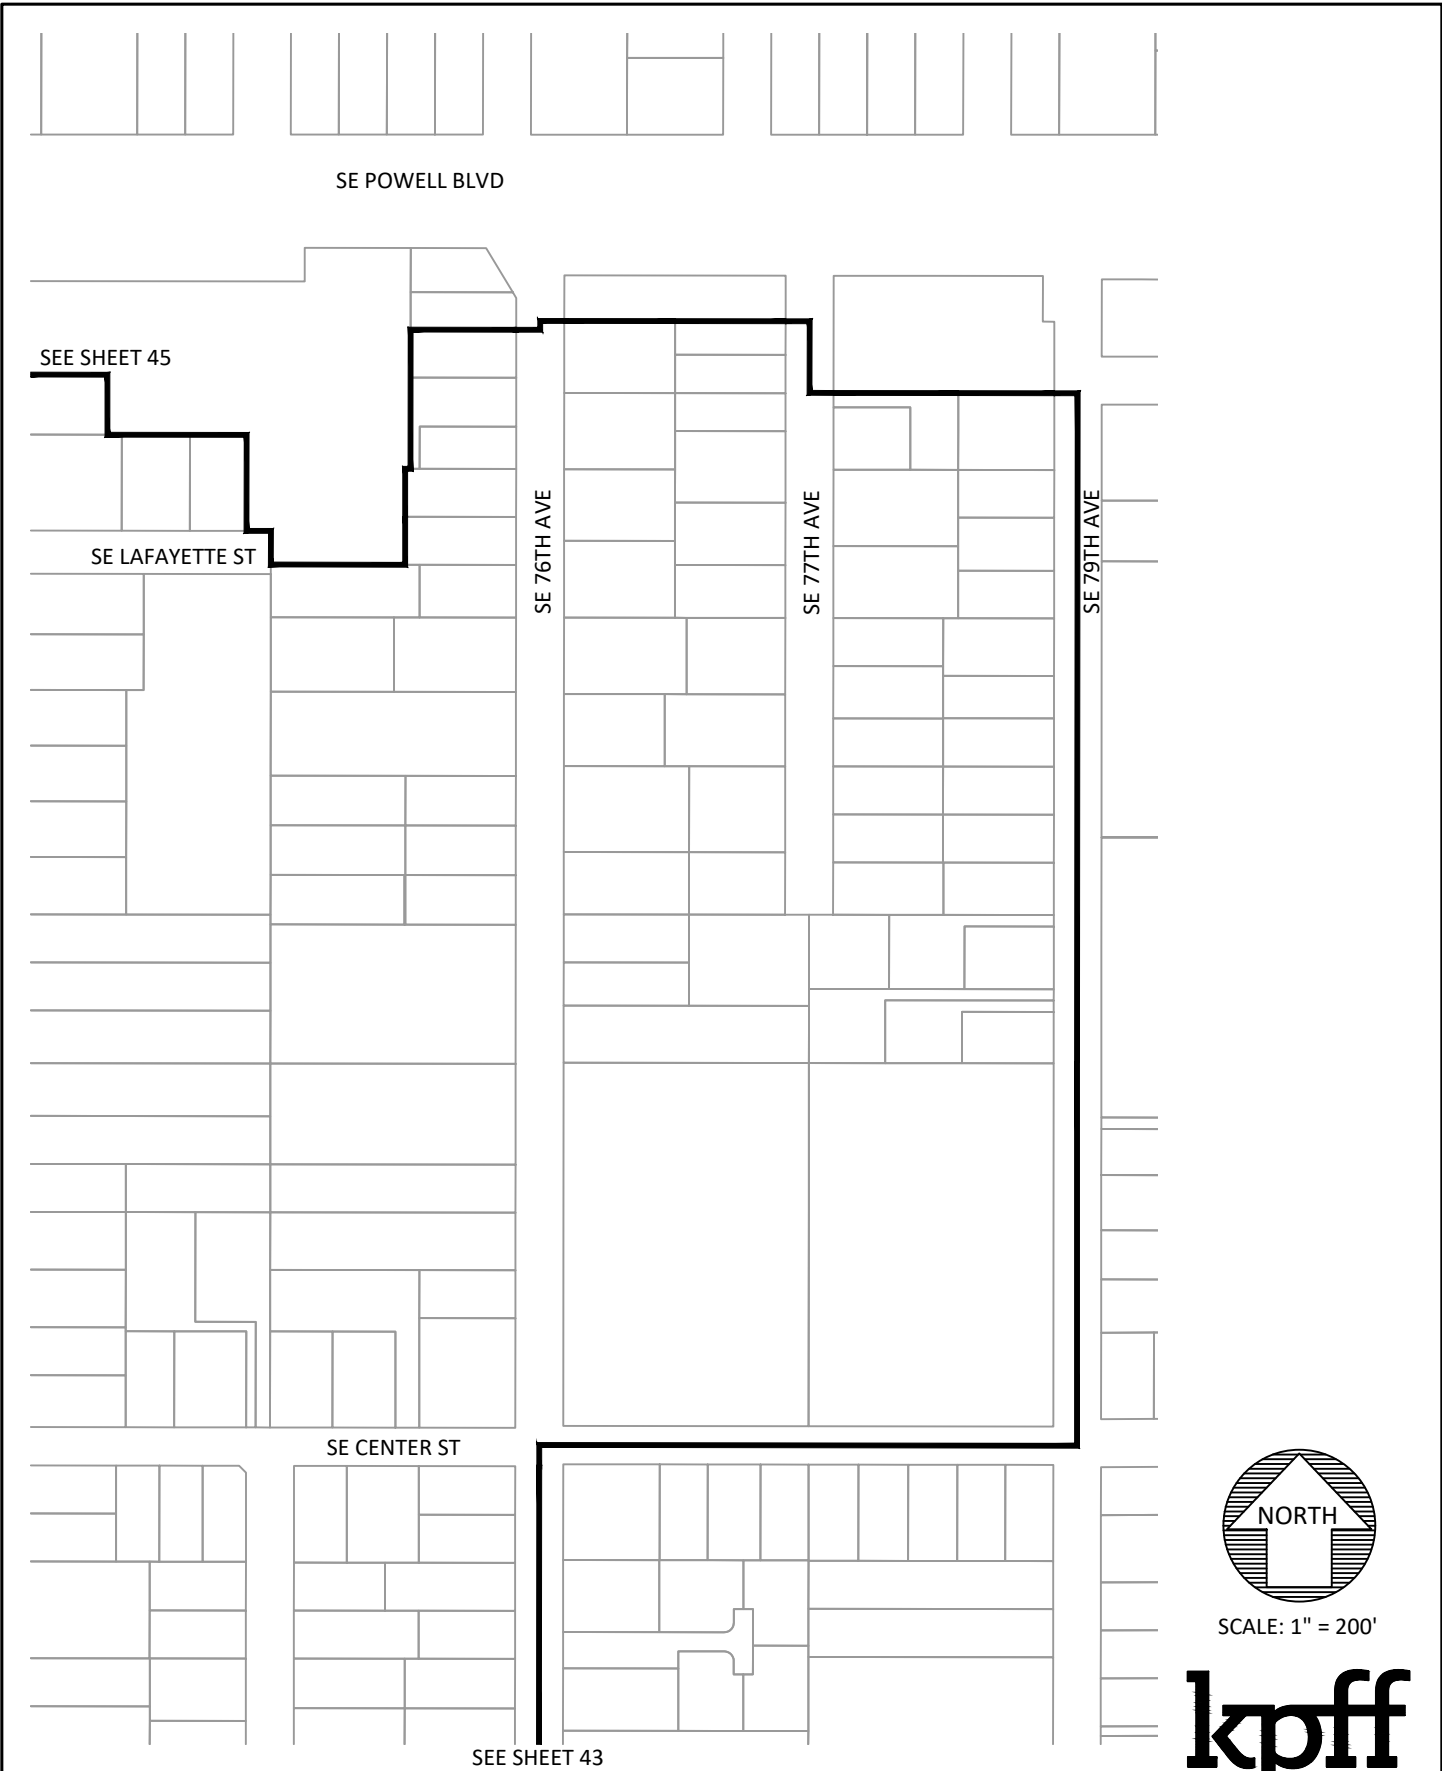 SE POWELL BLVD
SEE SHEET 45
SE LAFAYETTE ST
SE 76TH AVE
SE 77TH AVE
SE 79TH AVE
SE CENTER ST
NORTH
SCALE: 1" = 200'
kpff
SEE SHEET 43